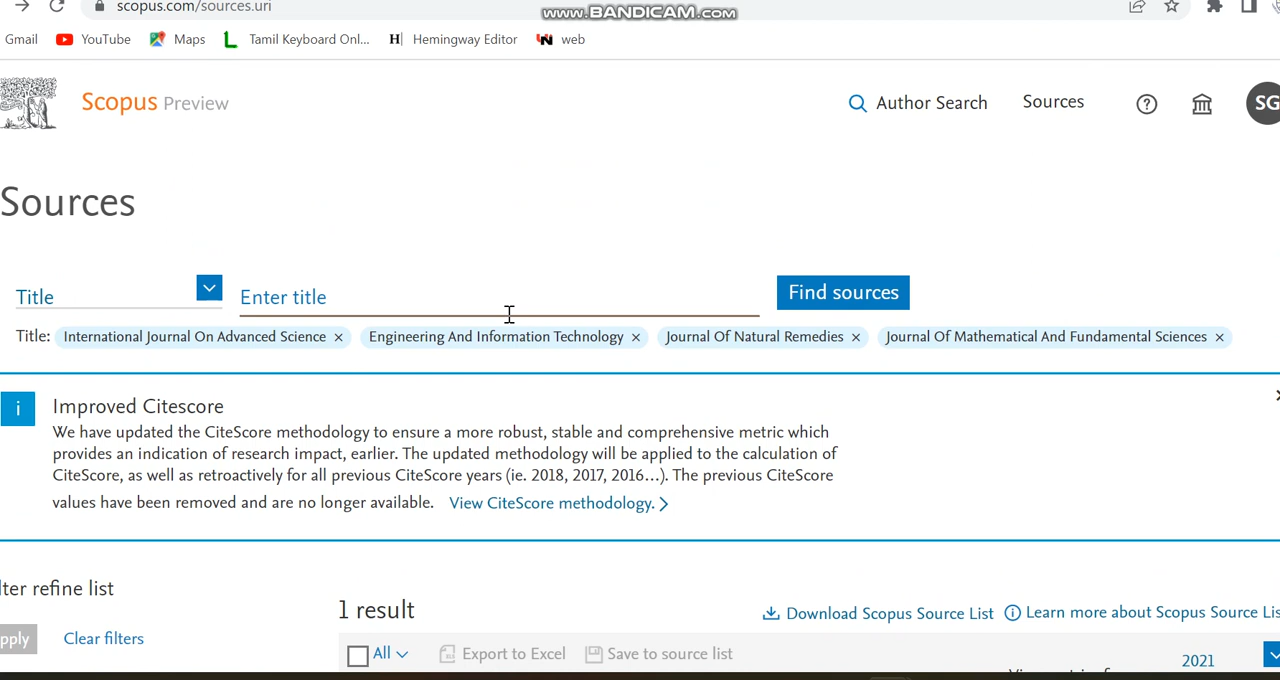 scopus.com/sources.uri
www.BANDICAM.com
Gmail YouTube Maps Tamil Keyboard Onl... Hemingway Editor web
Scopus Preview Author Search Sources SG
Sources
Title Enter title Find sources
Title: International Journal On Advanced Science × Engineering And Information Technology × Journal Of Natural Remedies × Journal Of Mathematical And Fundamental Sciences ×
i Improved Citescore
We have updated the CiteScore methodology to ensure a more robust, stable and comprehensive metric which
provides an indication of research impact, earlier. The updated methodology will be applied to the calculation of
CiteScore, as well as retroactively for all previous CiteScore years (ie. 2018, 2017, 2016...). The previous CiteScore
values have been removed and are no longer available. View CiteScore methodology. >
lter refine list
1 result Download Scopus Source List Learn more about Scopus Source Lis
pply Clear filters
All Export to Excel Save to source list
2021